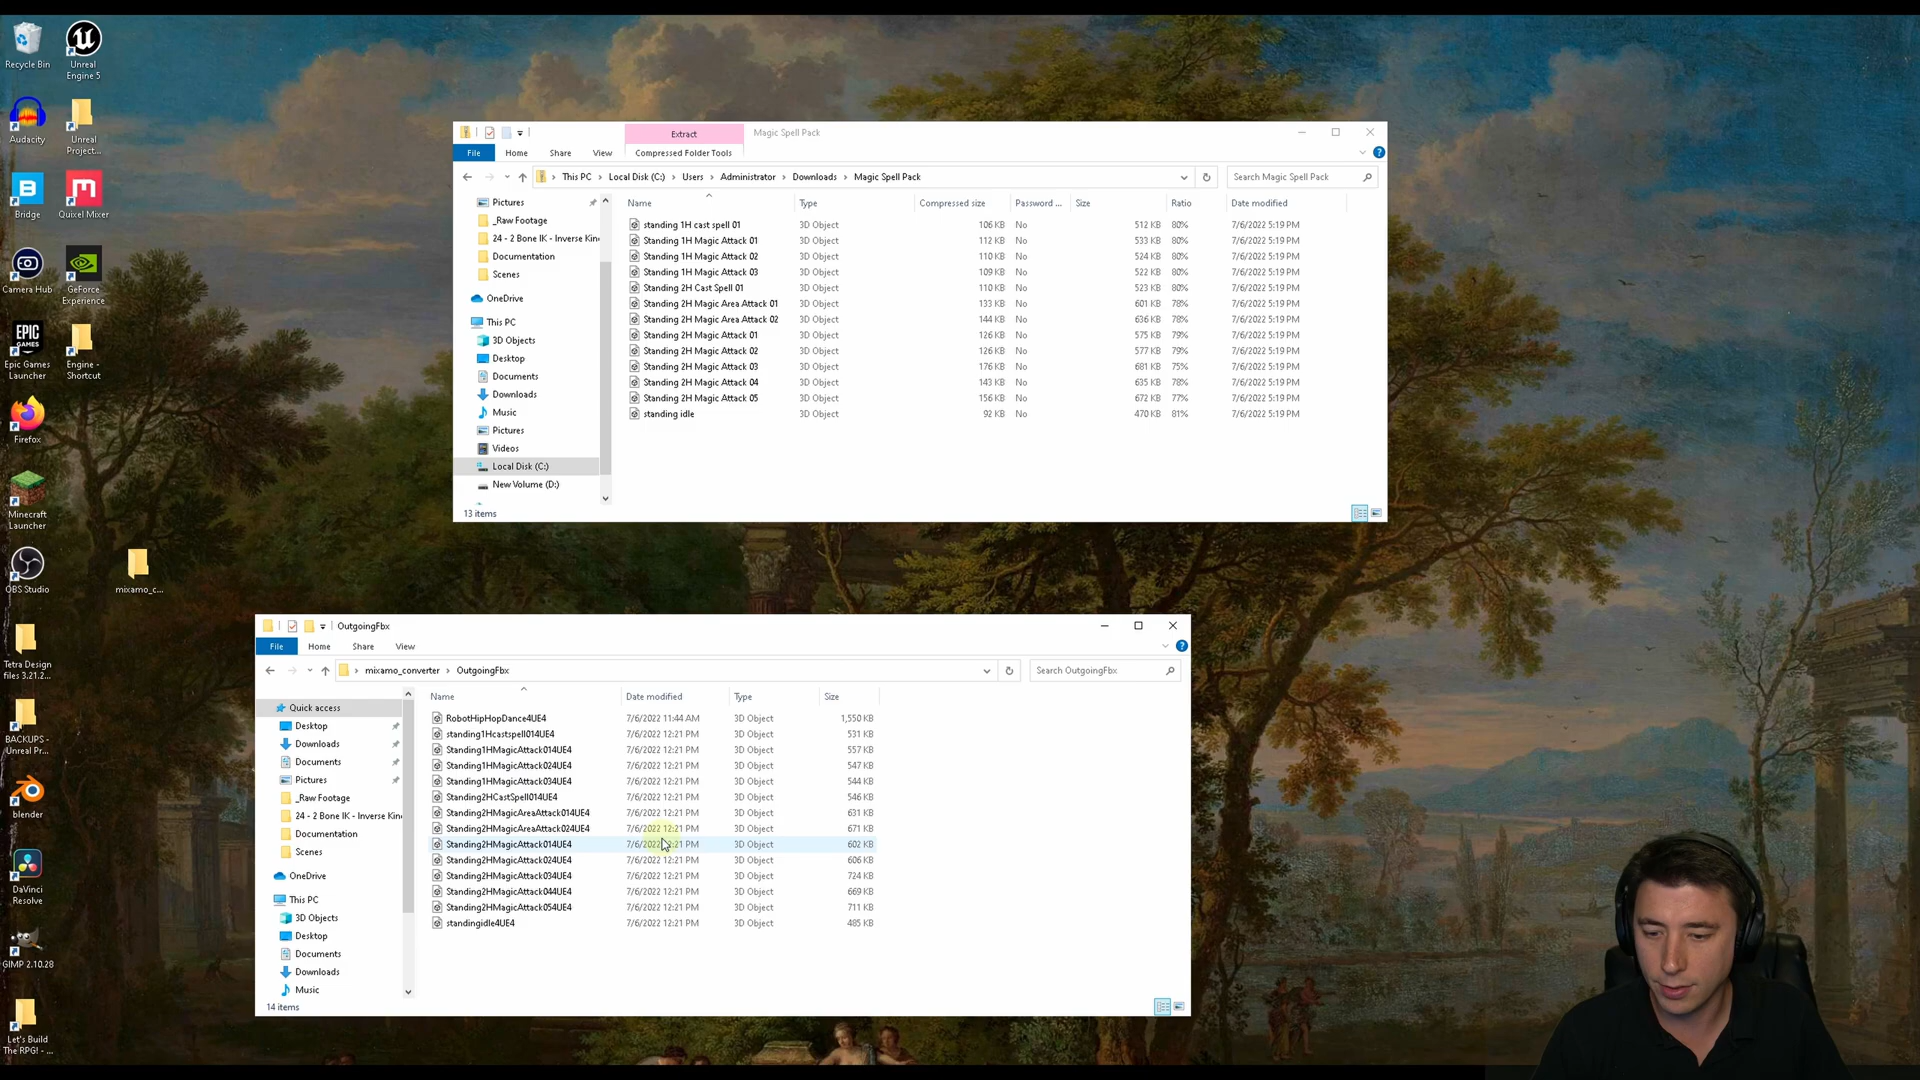 Recycle Bin
Unreal
Engine 5
Audacity
Unreal
Project...
Bridge
Quixel Mixer
Camera Hub
GeForce
Experience
Epic Games
Launcher
Engine -
Shortcut
Firefox
Minecraft
Launcher
OBS Studio
mixamo_c...
Tetra Design
files 3.21.2...
BACKUPS -
Unreal Pr...
blender
DaVinci
Resolve
GIMP 2.10.28
Let's Build
The RPG! - ...
Extract
Magic Spell Pack
File Home Share View Compressed Folder Tools
This PC > Local Disk (C:) > Users > Administrator > Downloads > Magic Spell Pack
Search Magic Spell Pack
Pictures
_Raw Footage
24 - 2 Bone IK - Inverse Kin
Documentation
Scenes
OneDrive
This PC
3D Objects
Desktop
Documents
Downloads
Music
Pictures
Videos
Local Disk (C:)
New Volume (D:)
Name Type Compressed size Password ... Size Ratio Date modified
standing 1H cast spell 01 3D Object 106 KB No 512 KB 80% 7/6/2022 5:19 PM
Standing 1H Magic Attack 01 3D Object 112 KB No 533 KB 80% 7/6/2022 5:19 PM
Standing 1H Magic Attack 02 3D Object 110 KB No 524 KB 80% 7/6/2022 5:19 PM
Standing 1H Magic Attack 03 3D Object 109 KB No 522 KB 80% 7/6/2022 5:19 PM
Standing 2H Cast Spell 01 3D Object 110 KB No 523 KB 80% 7/6/2022 5:19 PM
Standing 2H Magic Area Attack 01 3D Object 133 KB No 601 KB 78% 7/6/2022 5:19 PM
Standing 2H Magic Area Attack 02 3D Object 144 KB No 636 KB 78% 7/6/2022 5:19 PM
Standing 2H Magic Attack 01 3D Object 126 KB No 575 KB 79% 7/6/2022 5:19 PM
Standing 2H Magic Attack 02 3D Object 126 KB No 577 KB 79% 7/6/2022 5:19 PM
Standing 2H Magic Attack 03 3D Object 176 KB No 681 KB 75% 7/6/2022 5:19 PM
Standing 2H Magic Attack 04 3D Object 143 KB No 635 KB 78% 7/6/2022 5:19 PM
Standing 2H Magic Attack 05 3D Object 156 KB No 672 KB 77% 7/6/2022 5:19 PM
standing idle 3D Object 92 KB No 470 KB 81% 7/6/2022 5:19 PM
13 items
OutgoingFbx
File Home Share View
mixamo_converter > OutgoingFbx
Search OutgoingFbx
Quick access
Desktop
Downloads
Documents
Pictures
_Raw Footage
24 - 2 Bone IK - Inverse Kin
Documentation
Scenes
OneDrive
This PC
3D Objects
Desktop
Documents
Downloads
Music
Name Date modified Type Size
RobotHipHopDance4UE4 7/6/2022 11:44 AM 3D Object 1,550 KB
standing1Hcastspell014UE4 7/6/2022 12:21 PM 3D Object 531 KB
Standing1HMagicAttack014UE4 7/6/2022 12:21 PM 3D Object 557 KB
Standing1HMagicAttack024UE4 7/6/2022 12:21 PM 3D Object 547 KB
Standing1HMagicAttack034UE4 7/6/2022 12:21 PM 3D Object 544 KB
Standing2HCastSpell014UE4 7/6/2022 12:21 PM 3D Object 546 KB
Standing2HMagicAreaAttack014UE4 7/6/2022 12:21 PM 3D Object 631 KB
Standing2HMagicAreaAttack024UE4 7/6/2022 12:21 PM 3D Object 671 KB
Standing2HMagicAttack014UE4 7/6/2022 12:21 PM 3D Object 602 KB
Standing2HMagicAttack024UE4 7/6/2022 12:21 PM 3D Object 606 KB
Standing2HMagicAttack034UE4 7/6/2022 12:21 PM 3D Object 724 KB
Standing2HMagicAttack044UE4 7/6/2022 12:21 PM 3D Object 669 KB
Standing2HMagicAttack054UE4 7/6/2022 12:21 PM 3D Object 711 KB
standingidle4UE4 7/6/2022 12:21 PM 3D Object 485 KB
14 items